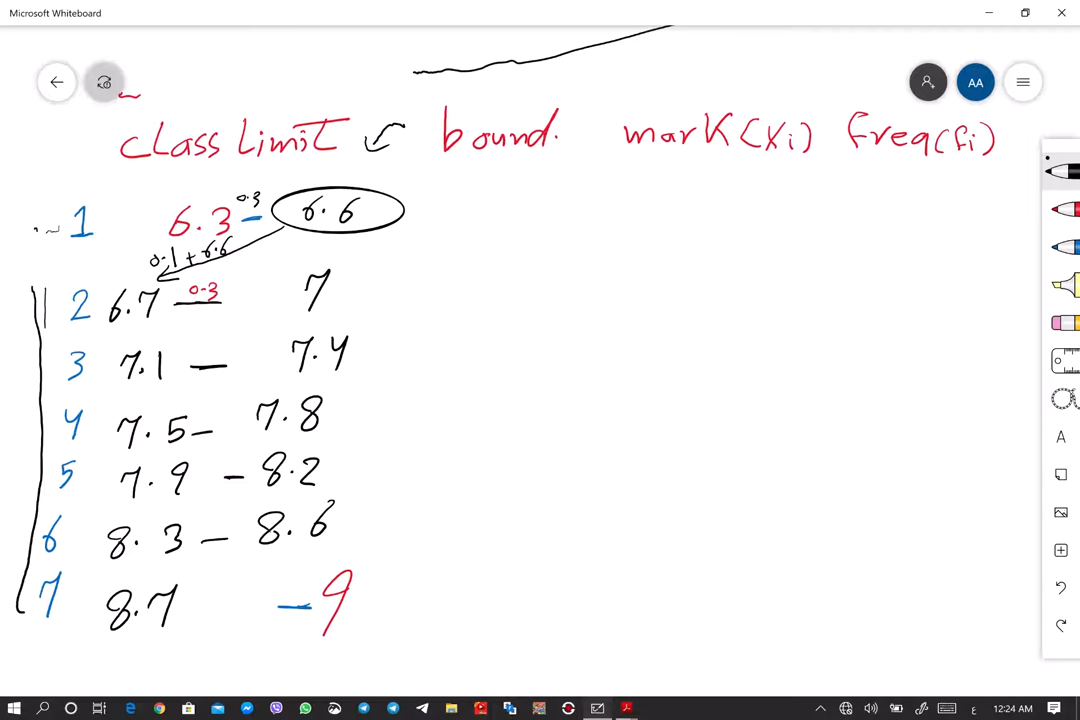 Microsoft Whiteboard
AA
class Limit bound. mark(xi) Freq(fi)
1 6.3 0.3 – 6.6
0.1 + 6.6
2 6.7 0.3 — 7
3 7.1 — 7.4
4 7.5 – 7.8
5 7.9 – 8.2
6 8.3 – 8.6
7 8.7 – 9
A
ع 12:24 AM